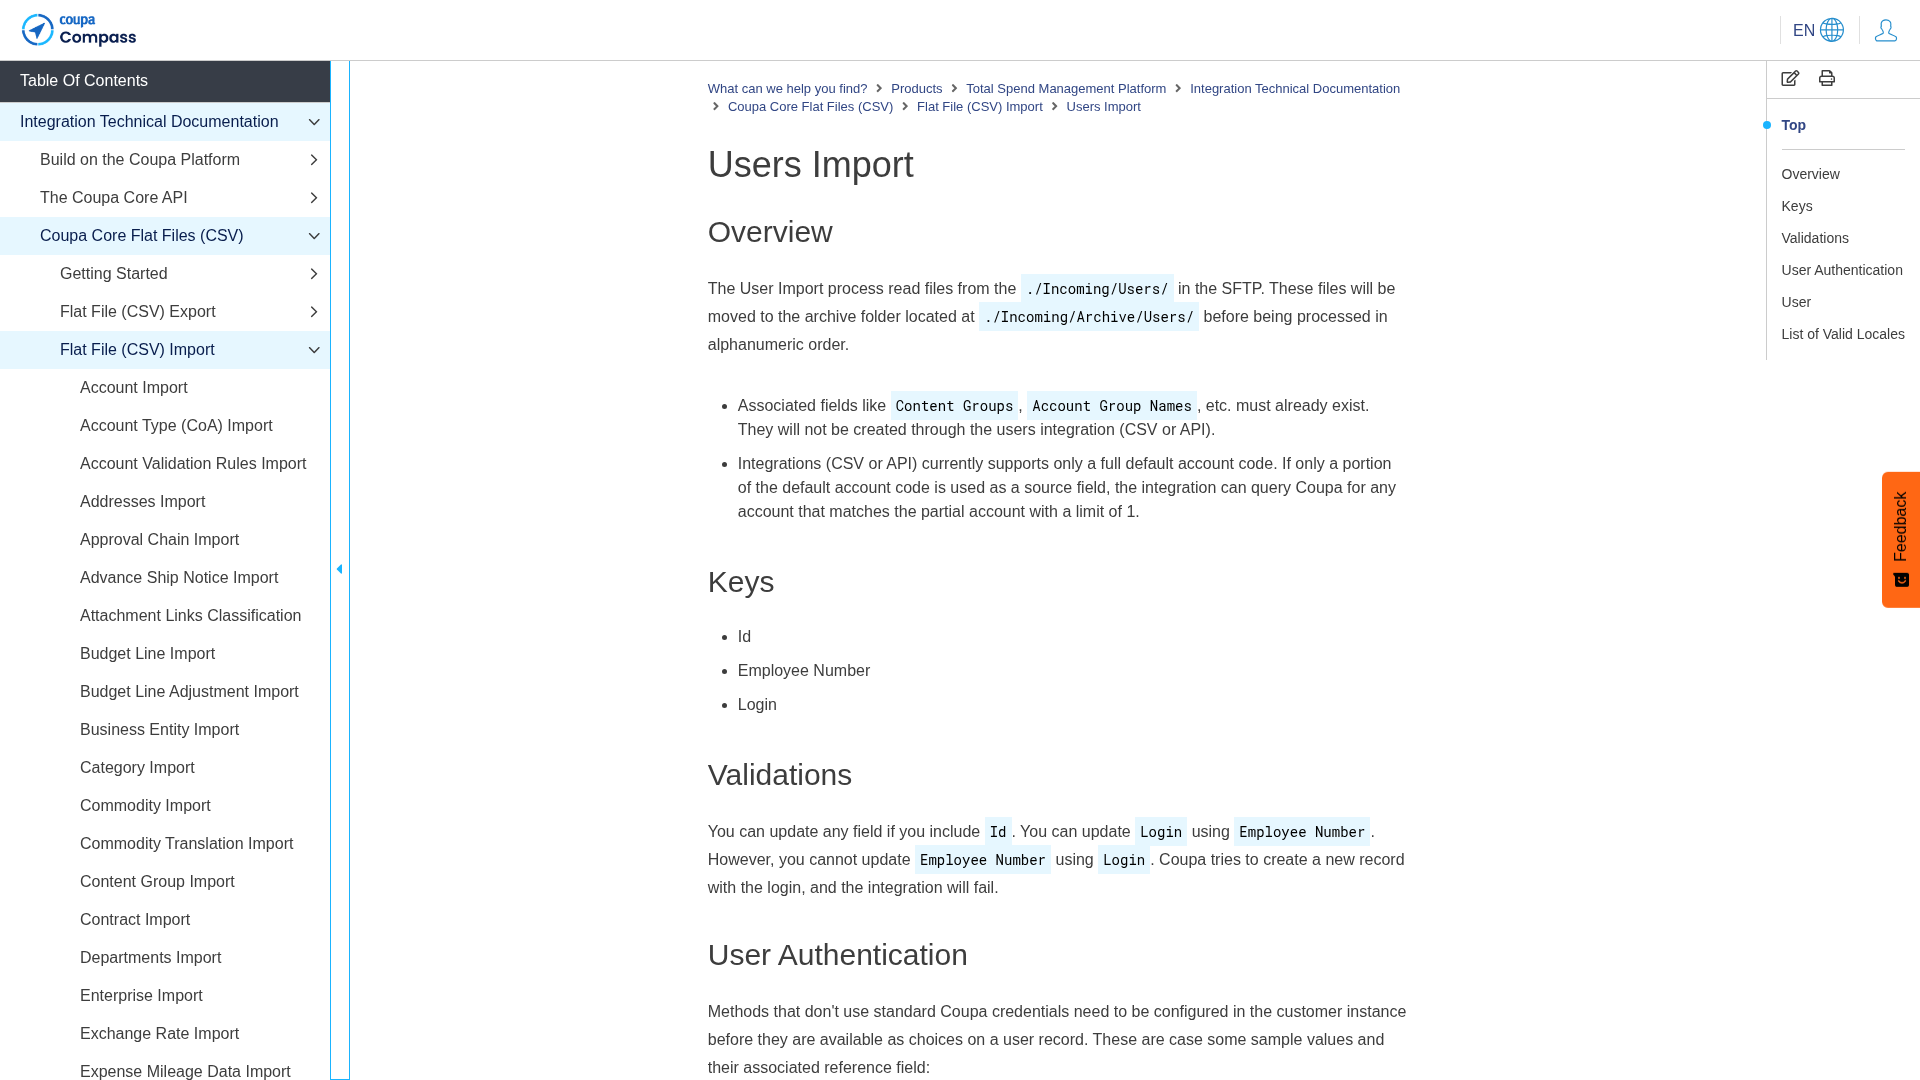 coupa
Compass
EN
Table Of Contents
Integration Technical Documentation
Build on the Coupa Platform
The Coupa Core API
Coupa Core Flat Files (CSV)
Getting Started
Flat File (CSV) Export
Flat File (CSV) Import
Account Import
Account Type (CoA) Import
Account Validation Rules Import
Addresses Import
Approval Chain Import
Advance Ship Notice Import
Attachment Links Classification
Budget Line Import
Budget Line Adjustment Import
Business Entity Import
Category Import
Commodity Import
Commodity Translation Import
Content Group Import
Contract Import
Departments Import
Enterprise Import
Exchange Rate Import
Expense Mileage Data Import
What can we help you find? Products Total Spend Management Platform Integration Technical Documentation
Coupa Core Flat Files (CSV) Flat File (CSV) Import Users Import
Users Import
Overview
The User Import process read files from the ./Incoming/Users/ in the SFTP. These files will be
moved to the archive folder located at ./Incoming/Archive/Users/ before being processed in
alphanumeric order.
• Associated fields like Content Groups, Account Group Names, etc. must already exist.
They will not be created through the users integration (CSV or API).
• Integrations (CSV or API) currently supports only a full default account code. If only a portion
of the default account code is used as a source field, the integration can query Coupa for any
account that matches the partial account with a limit of 1.
Keys
• Id
• Employee Number
• Login
Validations
You can update any field if you include Id. You can update Login using Employee Number.
However, you cannot update Employee Number using Login. Coupa tries to create a new record
with the login, and the integration will fail.
User Authentication
Methods that don't use standard Coupa credentials need to be configured in the customer instance
before they are available as choices on a user record. These are case some sample values and
their associated reference field:
Top
Overview
Keys
Validations
User Authentication
User
List of Valid Locales
Feedback